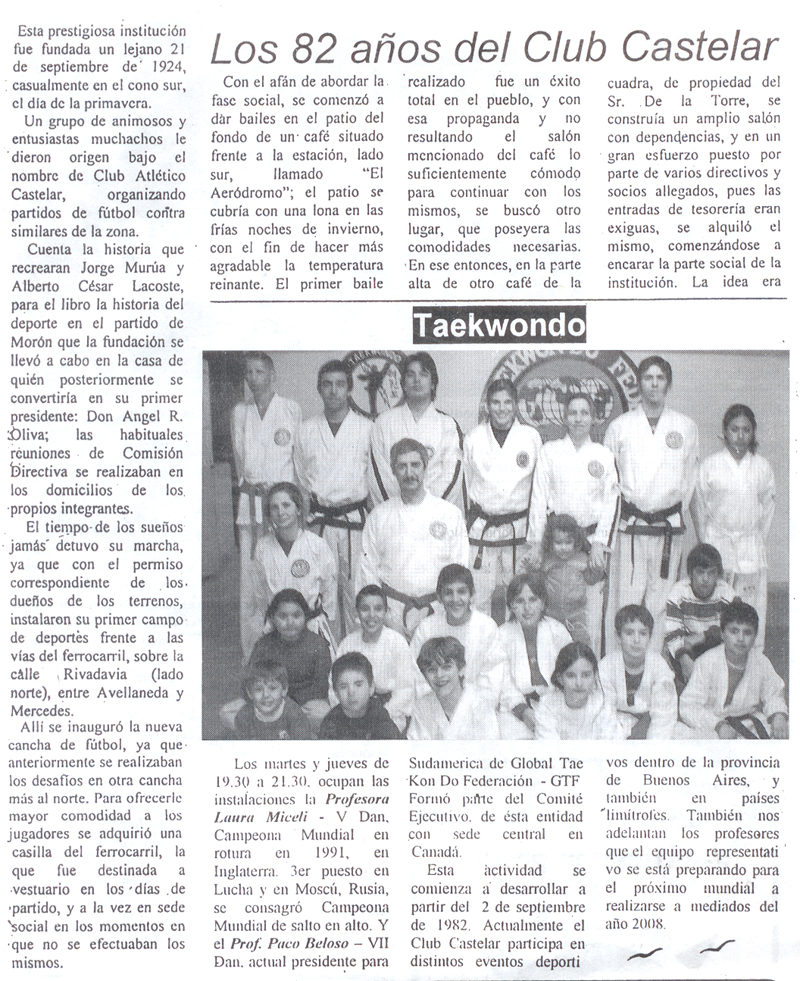 Esta prestigiosa institución
fue fundada un lejano 21
de septiembre de 1924,
casualmente en el cono sur,
el día de la primavera.
Un grupo de animosos y
entusiastas muchachos le
dieron origen bajo el
nombre de Club Atlético
Castelar, organizando
partidos de fútbol contra
similares de la zona.
Cuenta la historia que
recrearan Jorge Murúa y
Alberto César Lacoste,
para el libro la historia del
deporte en el partido de
Morón que la fundación se
llevó a cabo en la casa de
quién posteriormente se
convertiría en su primer
presidente: Don Angel R.
Oliva; las habituales
reuniones de Comisión
Directiva se realizaban en
los domicilios de los
propios integrantes.
El tiempo de los sueños
jamás detuvo su marcha,
ya que con el permiso
correspondiente de los
dueños de los terrenos,
instalaron su primer campo
de deportes frente a las
vías del ferrocarril, sobre la
calle Rivadavia (lado
norte), entre Avellaneda y
Mercedes.
Allí se inauguró la nueva
cancha de fútbol, ya que
anteriormente se realizaban
los desafíos en otra cancha
más al norte. Para ofrecerle
mayor comodidad a los
jugadores se adquirió una
casilla del ferrocarril, la
que fue destinada a
vestuario en los días de
partido, y a la vez en sede
social en los momentos en
que no se efectuaban los
mismos.
Los 82 años del Club Castelar
Con el afán de abordar la
fase social, se comenzó a
dar bailes en el patio del
fondo de un café situado
frente a la estación, lado
sur, llamado "El
Aeródromo"; el patio se
cubría con una lona en las
frías noches de invierno,
con el fin de hacer más
agradable la temperatura
reinante. El primer baile
realizado fue un éxito
total en el pueblo, y con
esa propaganda y no
resultando el salón
mencionado del café lo
suficientemente cómodo
para continuar con los
mismos, se buscó otro
lugar, que poseyera las
comodidades necesarias.
En ese entonces, en la parte
alta de otro café de la
cuadra, de propiedad del
Sr. De la Torre, se
construía un amplio salón
con dependencias, y en un
gran esfuerzo puesto por
parte de varios directivos y
socios allegados, pues las
entradas de tesorería eran
exiguas, se alquiló el
mismo, comenzándose a
encarar la parte social de la
institución. La idea era
Taekwondo
Los martes y jueves de
19.30 a 21.30. ocupan las
instalaciones la Profesora
Laura Miceli - V Dan,
Campeona Mundial en
rotura en 1991, en
Inglaterra. 3er puesto en
Lucha y en Moscú, Rusia,
se consagró Campeona
Mundial de salto en alto. Y
el Prof. Paco Beloso – VII
Dan, actual presidente para
Sudamerica de Global Tae
Kon Do Federación - GTF
Formó parte del Comité
Ejecutivo. de ésta entidad
con sede central en
Canadá.
Esta actividad se
comienza a desarrollar a
partir del 2 de septiembre
de 1982. Actualmente el
Club Castelar participa en
distintos eventos deporti
vos dentro de la provincia
de Buenos Aires, y
también en países
limítrofes. También nos
adelantan los profesores
que el equipo representati
vo se está preparando para
el próximo mundial a
realizarse a mediados del
año 2008.